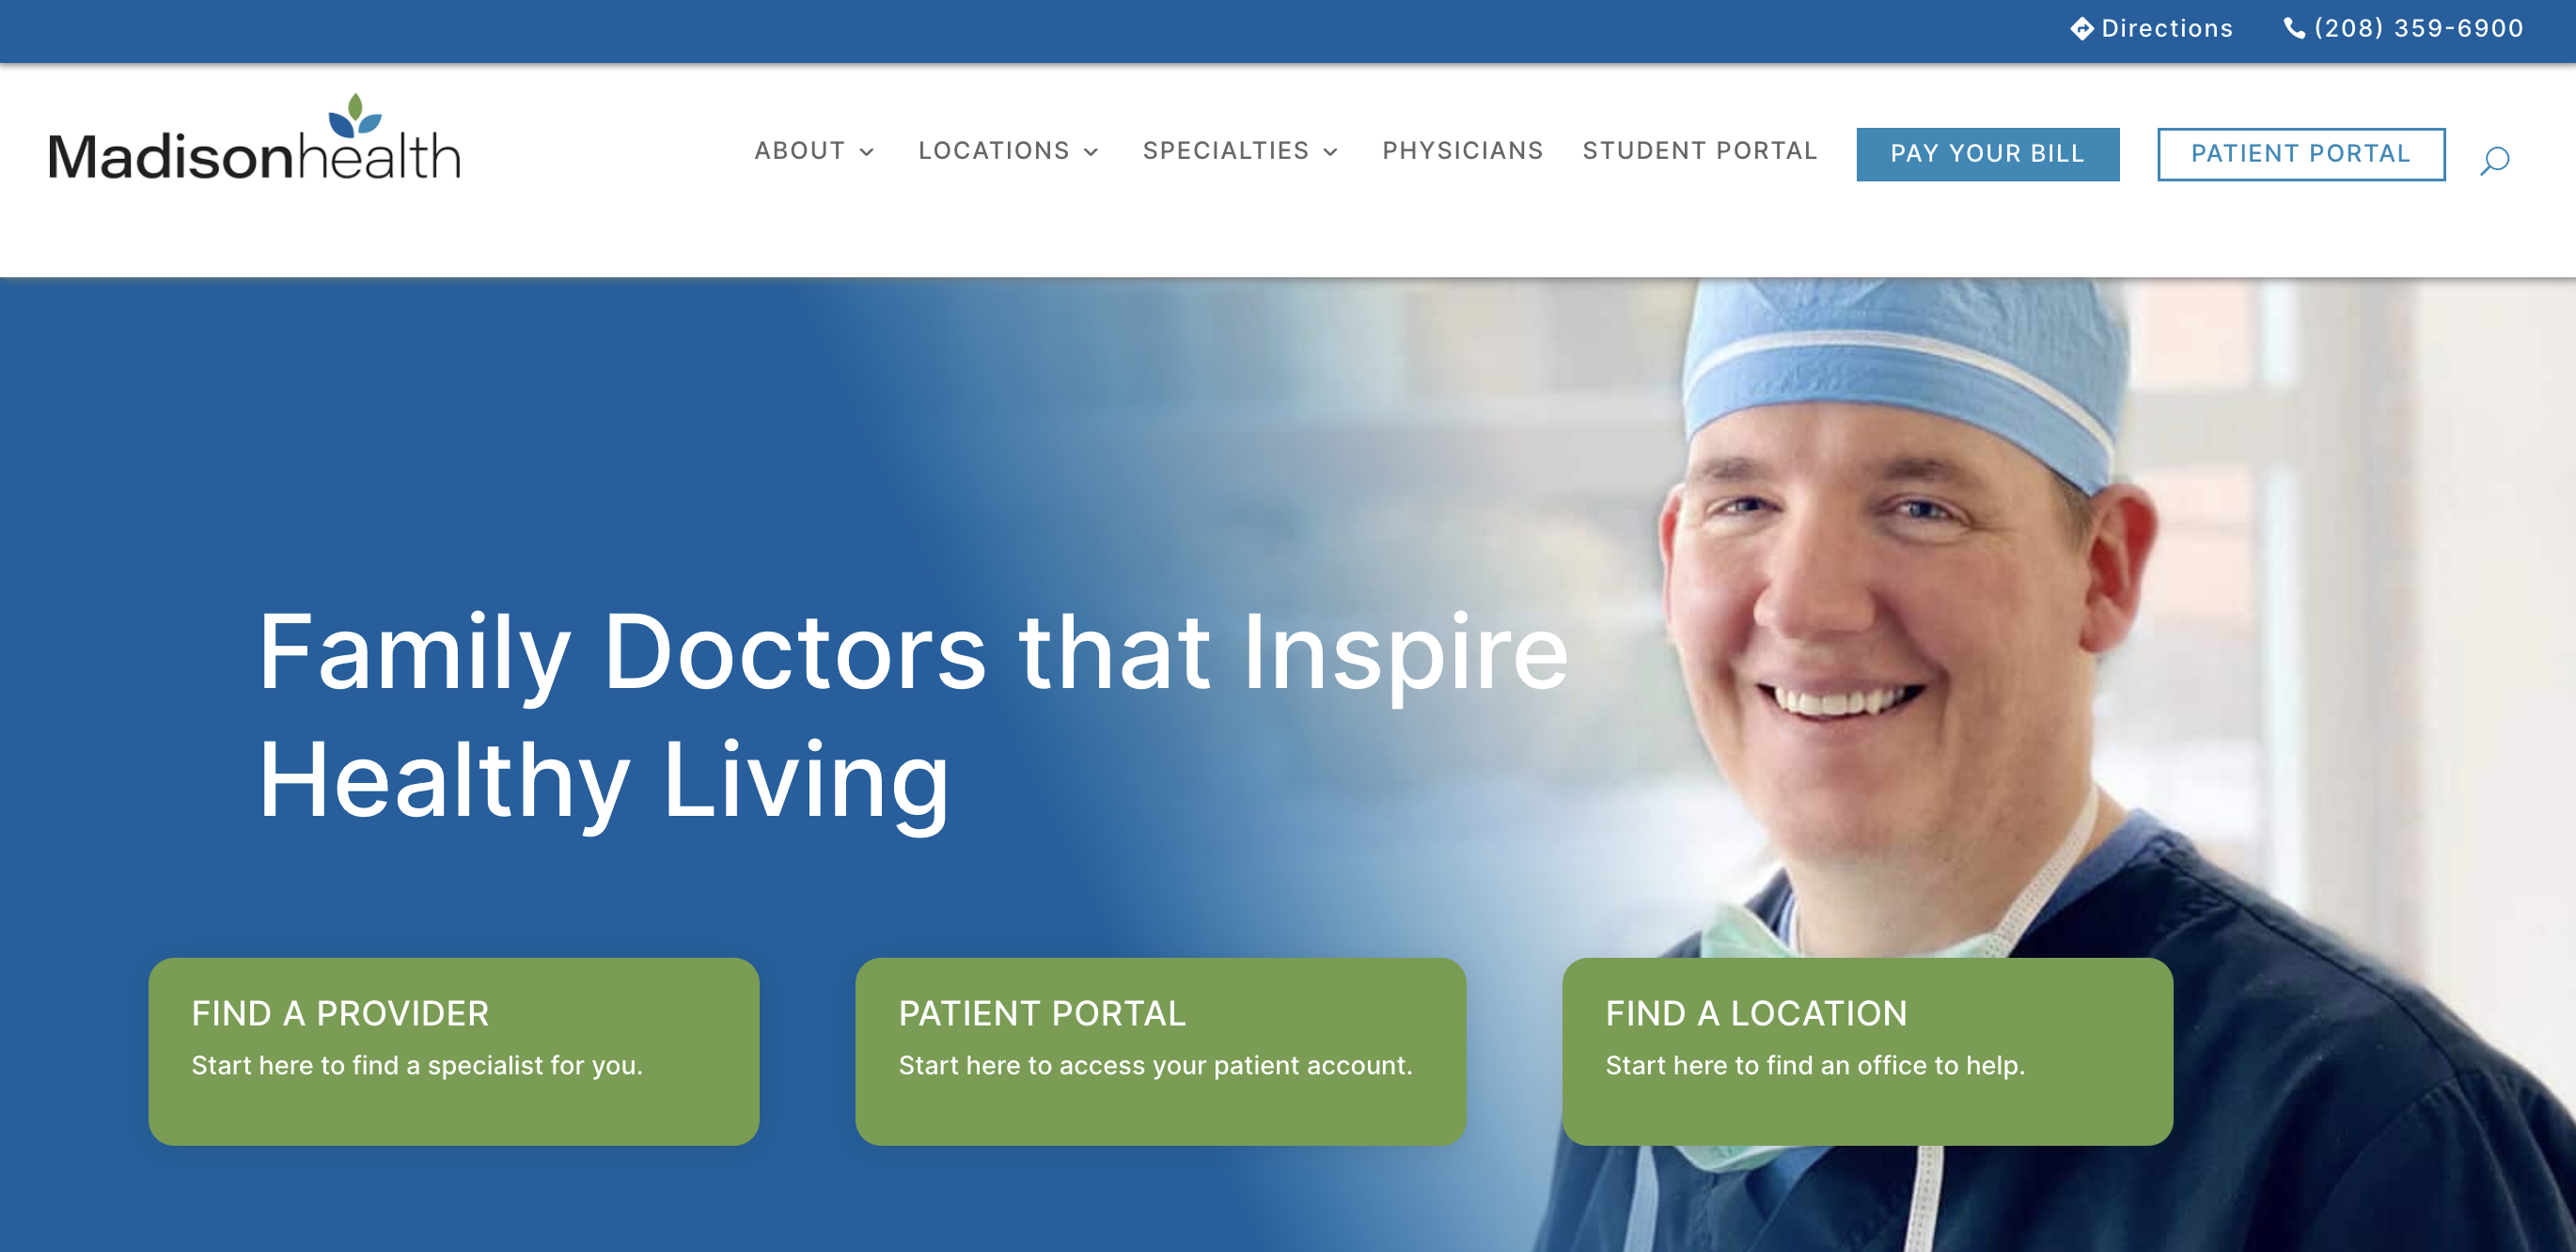 Directions (208) 359-6900
Madisonhealth
ABOUT LOCATIONS SPECIALTIES PHYSICIANS STUDENT PORTAL PAY YOUR BILL PATIENT PORTAL
Family Doctors that Inspire
Healthy Living
FIND A PROVIDER
Start here to find a specialist for you.
PATIENT PORTAL
Start here to access your patient account.
FIND A LOCATION
Start here to find an office to help.